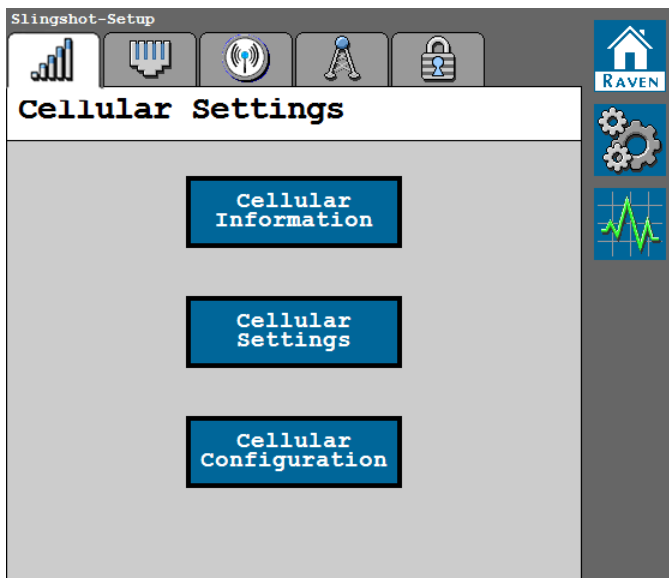 Slingshot-Setup
RAVEN
Cellular Settings
Cellular
Information
Cellular
Settings
Cellular
Configuration